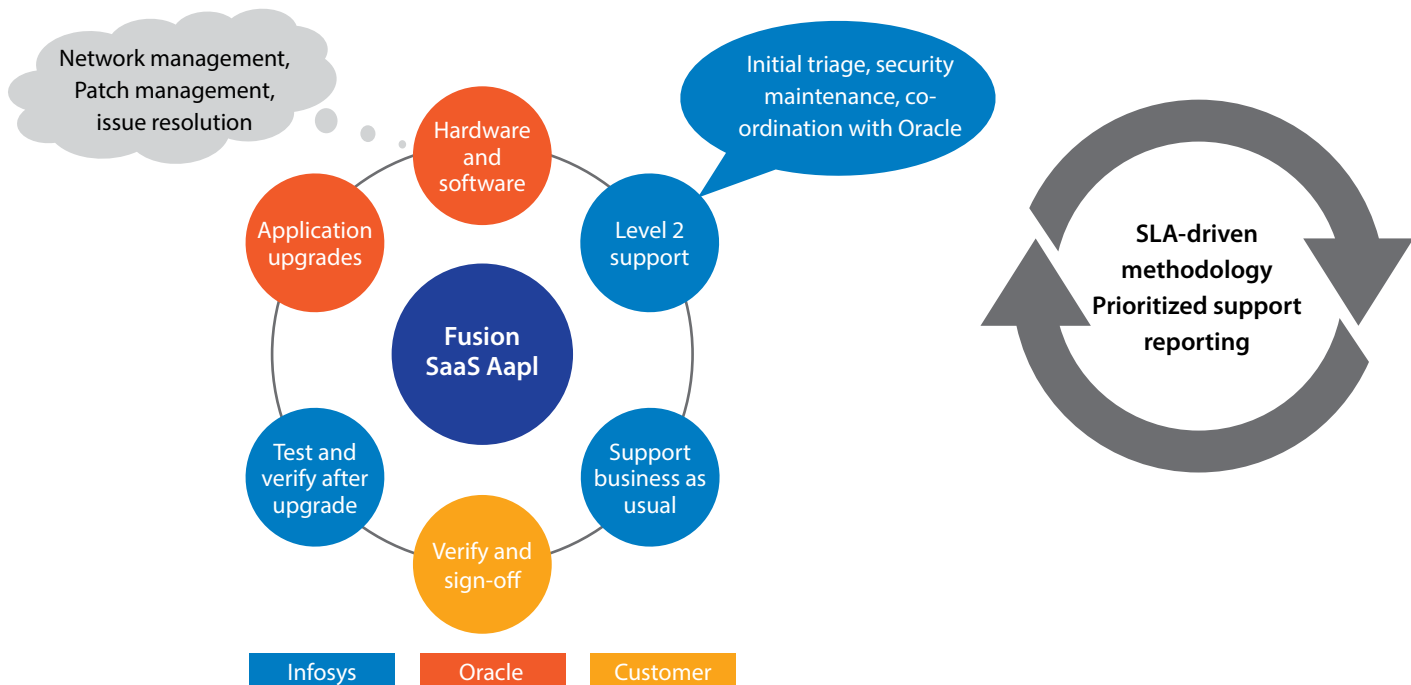 Network management,
Patch management,
issue resolution
Initial triage, security
maintenance, co-
ordination with Oracle
Hardware
and
software
Application
upgrades
Level 2
support
Fusion
SaaS Aapl
SLA-driven
methodology
Prioritized support
reporting
Test and
verify after
upgrade
Support
business as
usual
Verify and
sign-off
Infosys
Oracle
Customer